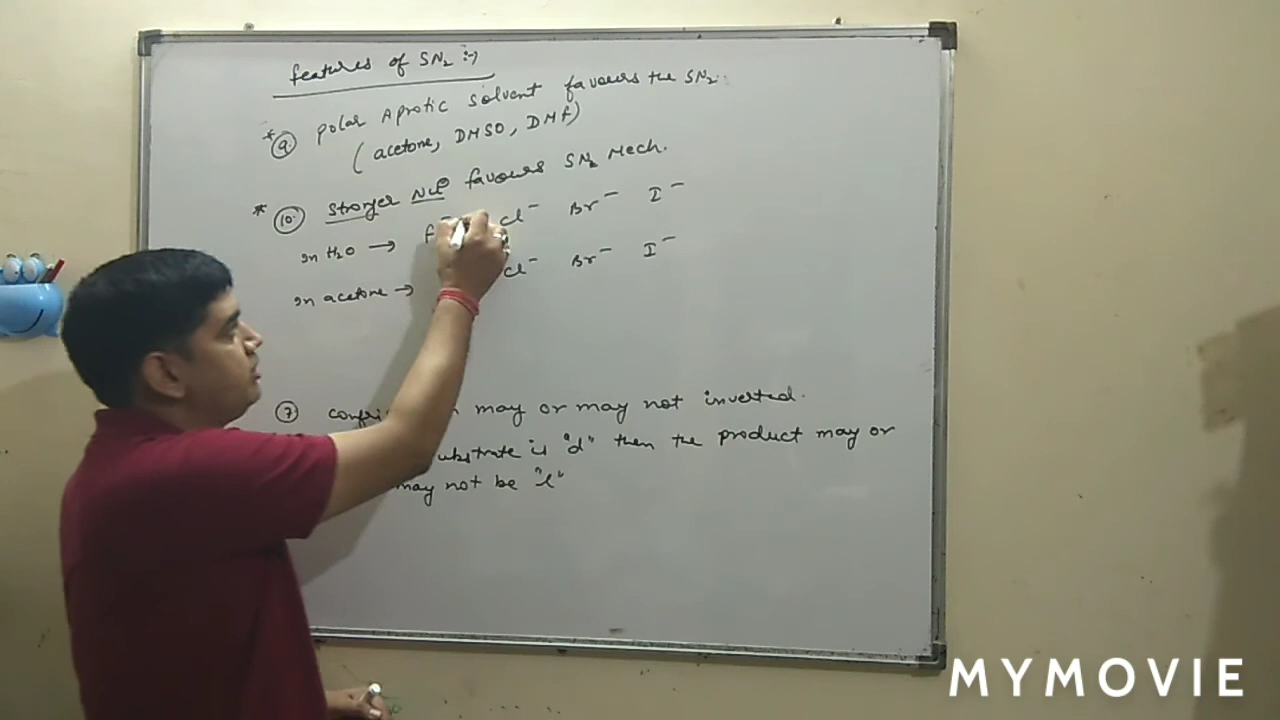 features of SN2 :-)
* 9 polar Aprotic solvent favours the SN2.
(acetone, DMSO, DMF)
* 10. Stronger Nu⊖ favours SN2 Mech.
In H2O → F Cl⁻ Br⁻ I⁻
In acetone → Cl⁻ Br⁻ I⁻
7 may or may not inverted.
is "d" then the product may or
may not be "l"
MYMOVIE